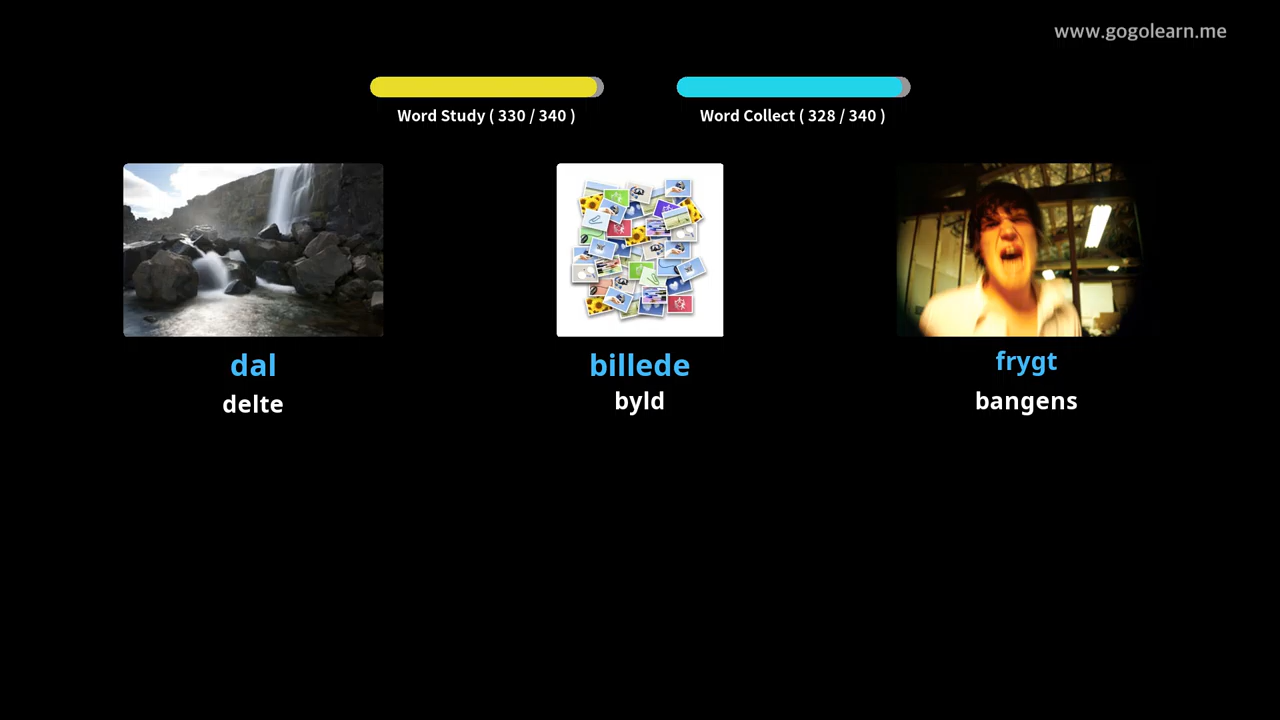 www.gogolearn.me
Word Study ( 330 / 340 )
Word Collect ( 328 / 340 )
dal
delte
billede
byld
frygt
bangens